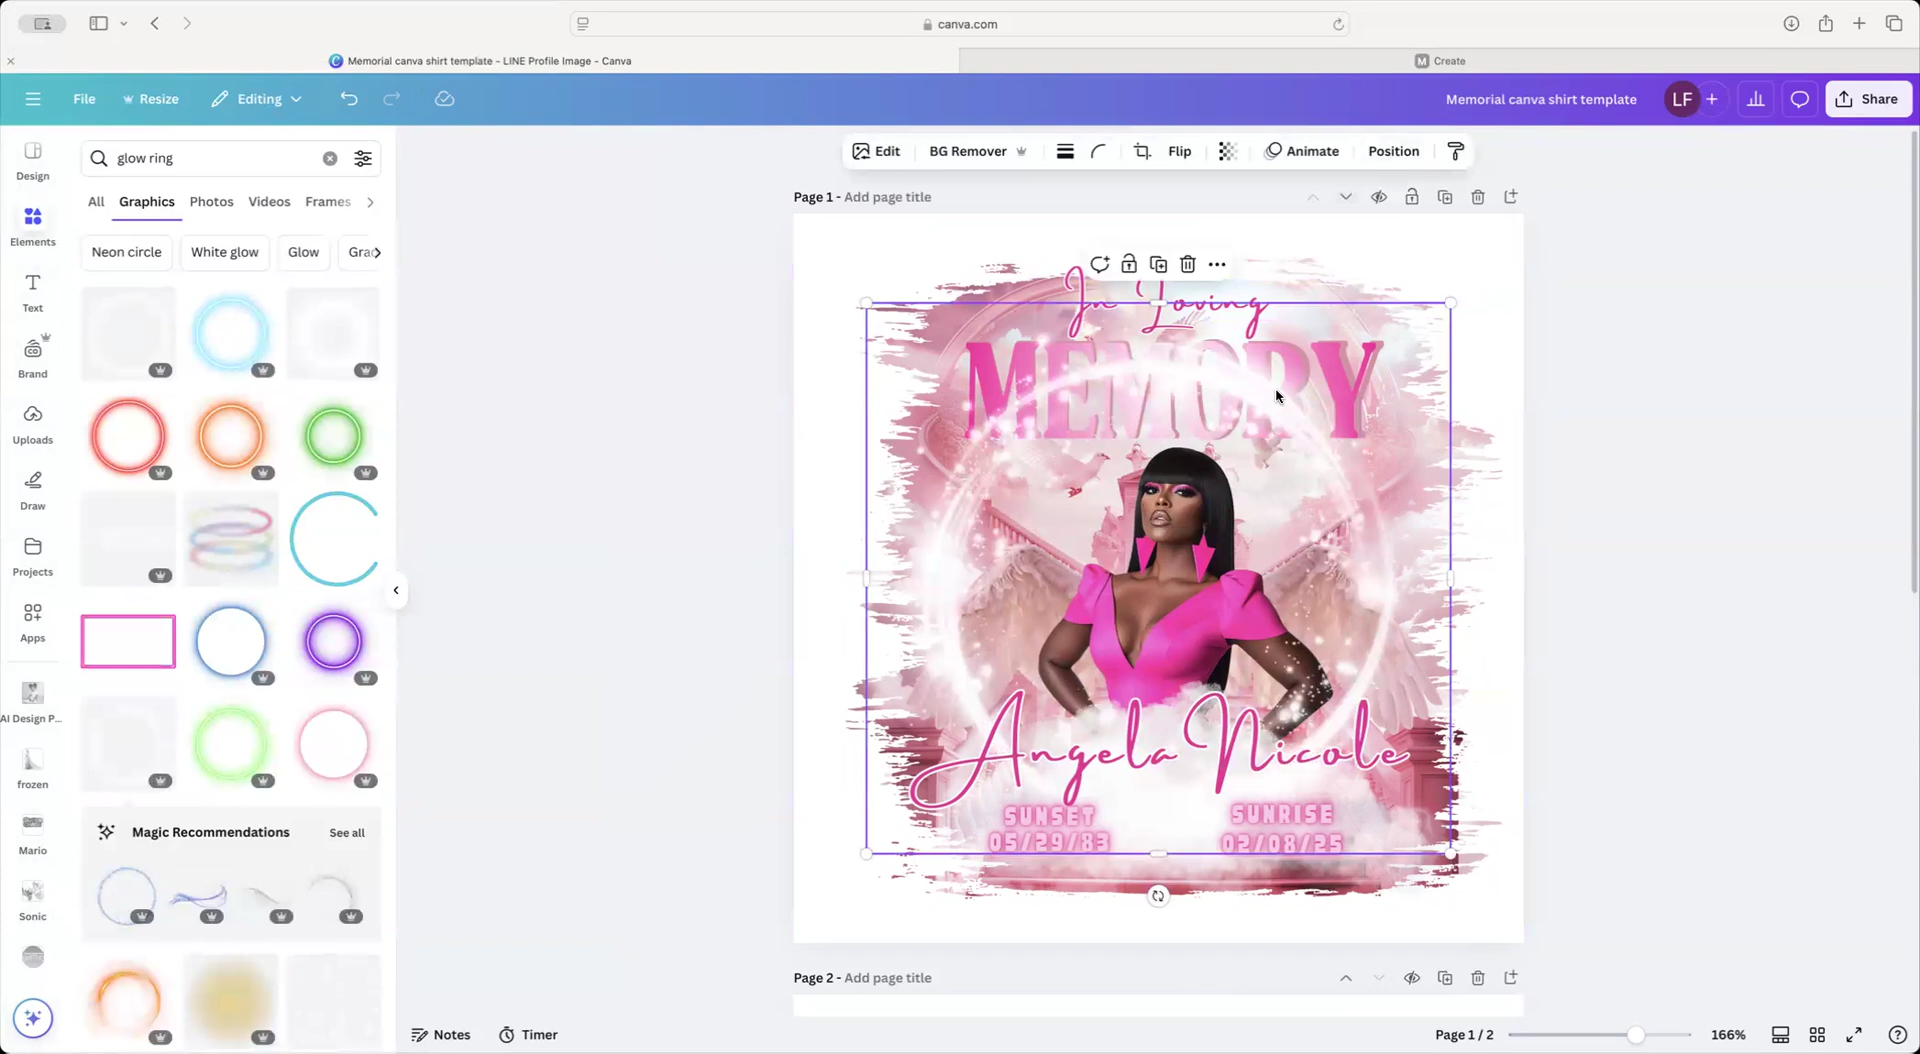 canva.com
Memorial canva shirt template – LINE Profile Image – Canva
M Create
File
Resize
Editing
Memorial canva shirt template
LF
Share
Design
Elements
Text
Brand
Uploads
Draw
Projects
Apps
AI Design P...
frozen
Mario
Sonic
glow ring
All
Graphics
Photos
Videos
Frames
Neon circle
White glow
Glow
Grac
Magic Recommendations
See all
Edit
BG Remover
Flip
Animate
Position
Page 1 - Add page title
In Loving
MEMORY
Angela Nicole
SUNSET
05/29/83
SUNRISE
02/08/25
Page 2 - Add page title
Notes
Timer
Page 1 / 2
166%